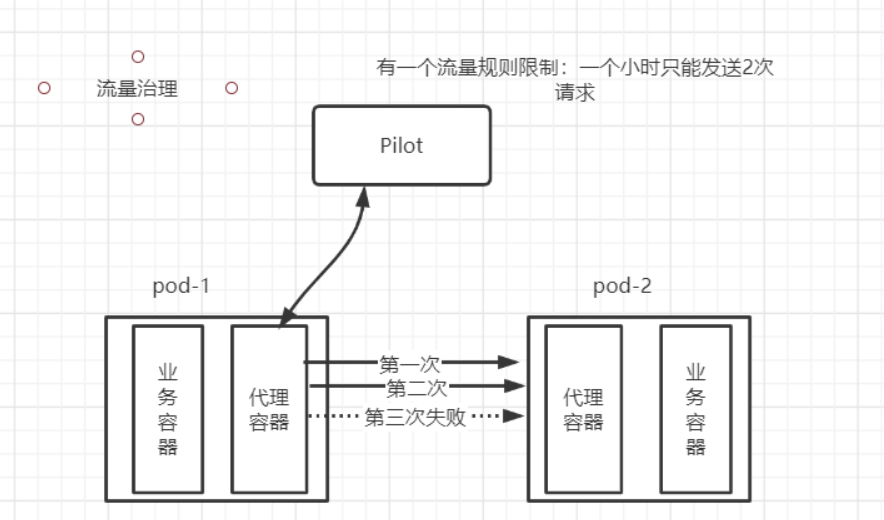 有一个流量规则限制：一个小时只能发送2次
请求
流量治理
Pilot
pod-1
pod-2
业务容器
代理
容器
第一次
第二次
第三次失败
代理
容器
业务容器